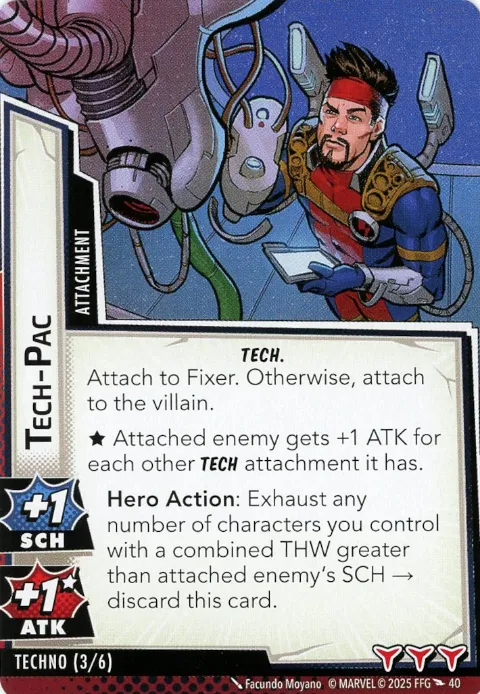 TECH-PAC
ATTACHMENT
TECH.
Attach to Fixer. Otherwise, attach
to the villain.
★ Attached enemy gets +1 ATK for
each other TECH attachment it has.
Hero Action: Exhaust any
number of characters you control
with a combined THW greater
than attached enemy's SCH →
discard this card.
+1
SCH
+1★
ATK
TECHNO (3/6)
Facundo Moyano © MARVEL © 2025 FFG 40